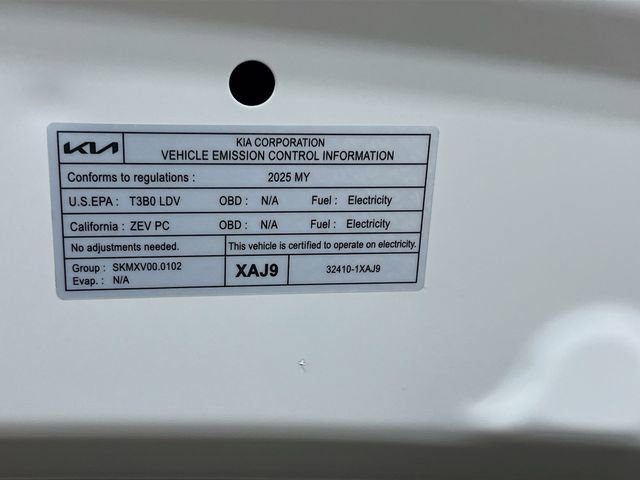 KIA
KIA CORPORATION
VEHICLE EMISSION CONTROL INFORMATION
Conforms to regulations : 2025 MY
U.S.EPA : T3B0 LDV OBD : N/A Fuel : Electricity
California : ZEV PC OBD : N/A Fuel : Electricity
No adjustments needed. This vehicle is certified to operate on electricity.
Group : SKMXV00.0102
Evap. : N/A
XAJ9 32410-1XAJ9